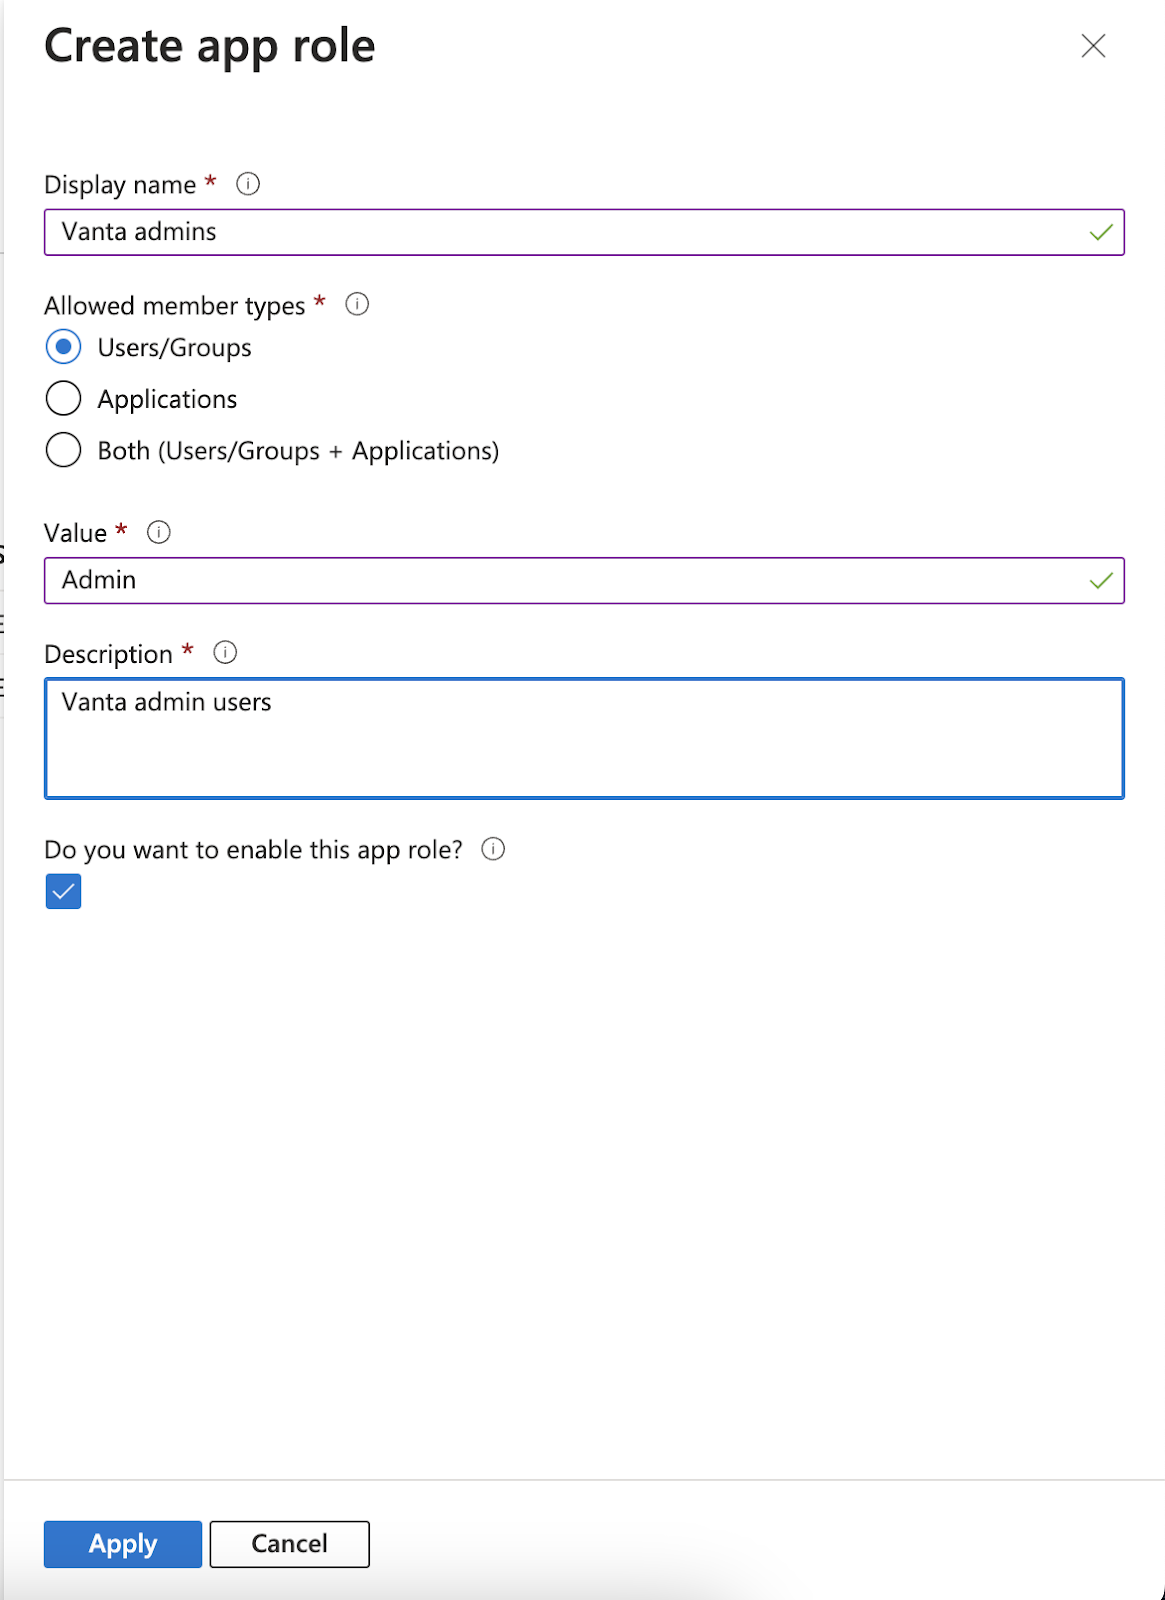 Create app role
Display name *
Vanta admins
Allowed member types *
Users/Groups
Applications
Both (Users/Groups + Applications)
Value *
Admin
Description *
Vanta admin users
Do you want to enable this app role?
Apply
Cancel